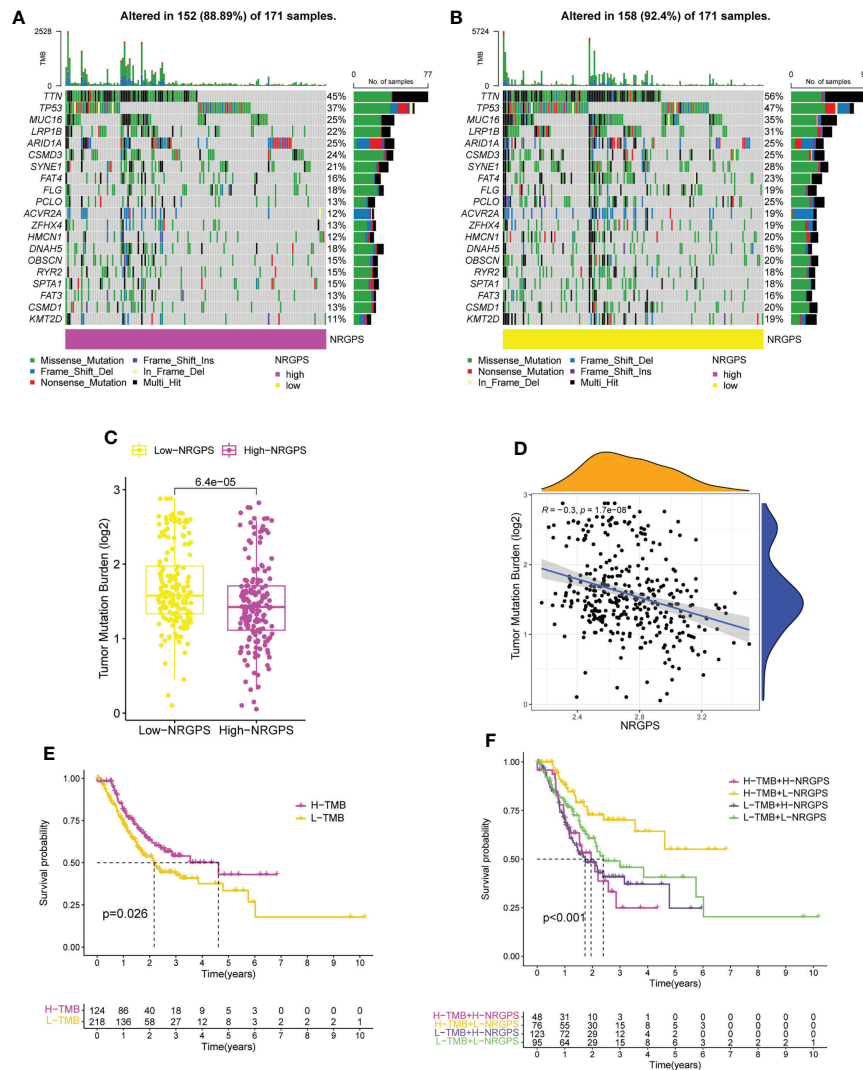 A
Altered in 152 (88.89%) of 171 samples.
2528
TMB
0
0 No. of samples 77
TTN 45%
TP53 37%
MUC16 25%
LRP1B 22%
ARID1A 25%
CSMD3 24%
SYNE1 21%
FAT4 16%
FLG 18%
PCLO 13%
ACVR2A 12%
ZFHX4 13%
HMCN1 12%
DNAH5 18%
OBSCN 15%
RYR2 15%
SPTA1 15%
FAT3 13%
CSMD1 13%
KMT2D 11%
NRGPS
Missense_Mutation Frame_Shift_Ins NRGPS
Frame_Shift_Del In_Frame_Del high
Nonsense_Mutation Multi_Hit low
B
Altered in 158 (92.4%) of 171 samples.
5724
TMB
0
0 No. of samples
TTN 56%
TP53 47%
MUC16 35%
LRP1B 31%
ARID1A 25%
CSMD3 25%
SYNE1 28%
FAT4 23%
FLG 19%
PCLO 25%
ACVR2A 19%
ZFHX4 19%
HMCN1 20%
DNAH5 16%
OBSCN 20%
RYR2 18%
SPTA1 18%
FAT3 16%
CSMD1 20%
KMT2D 19%
NRGPS
Missense_Mutation Frame_Shift_Del NRGPS
Nonsense_Mutation Frame_Shift_Ins high
In_Frame_Del Multi_Hit low
C
Low-NRGPS High-NRGPS
6.4e-05
Tumor Mutation Burden (log2)
3
2
1
0
Low-NRGPS High-NRGPS
D
R = -0.3, p = 1.7e-08
Tumor Mutation Burden (log2)
3
2
1
0
2.4 2.8 3.2
NRGPS
E
H-TMB
L-TMB
Survival probability
1.00
0.75
0.50
0.25
0.00
p=0.026
0 1 2 3 4 5 6 7 8 9 10
Time(years)
H-TMB 124 86 40 18 9 5 3 0 0 0 0
L-TMB 218 136 58 27 12 8 3 2 2 2 1
0 1 2 3 4 5 6 7 8 9 10
Time(years)
F
H-TMB+H-NRGPS
H-TMB+L-NRGPS
L-TMB+H-NRGPS
L-TMB+L-NRGPS
Survival probability
1.00
0.75
0.50
0.25
0.00
p<0.001
0 1 2 3 4 5 6 7 8 9 10
Time(years)
H-TMB+H-NRGPS 48 31 10 3 1 0 0 0 0 0 0
H-TMB+L-NRGPS 76 55 30 15 8 5 3 0 0 0 0
L-TMB+H-NRGPS 123 72 29 12 4 2 0 0 0 0 0
L-TMB+L-NRGPS 95 64 29 15 8 6 3 2 2 2 1
0 1 2 3 4 5 6 7 8 9 10
Time(years)